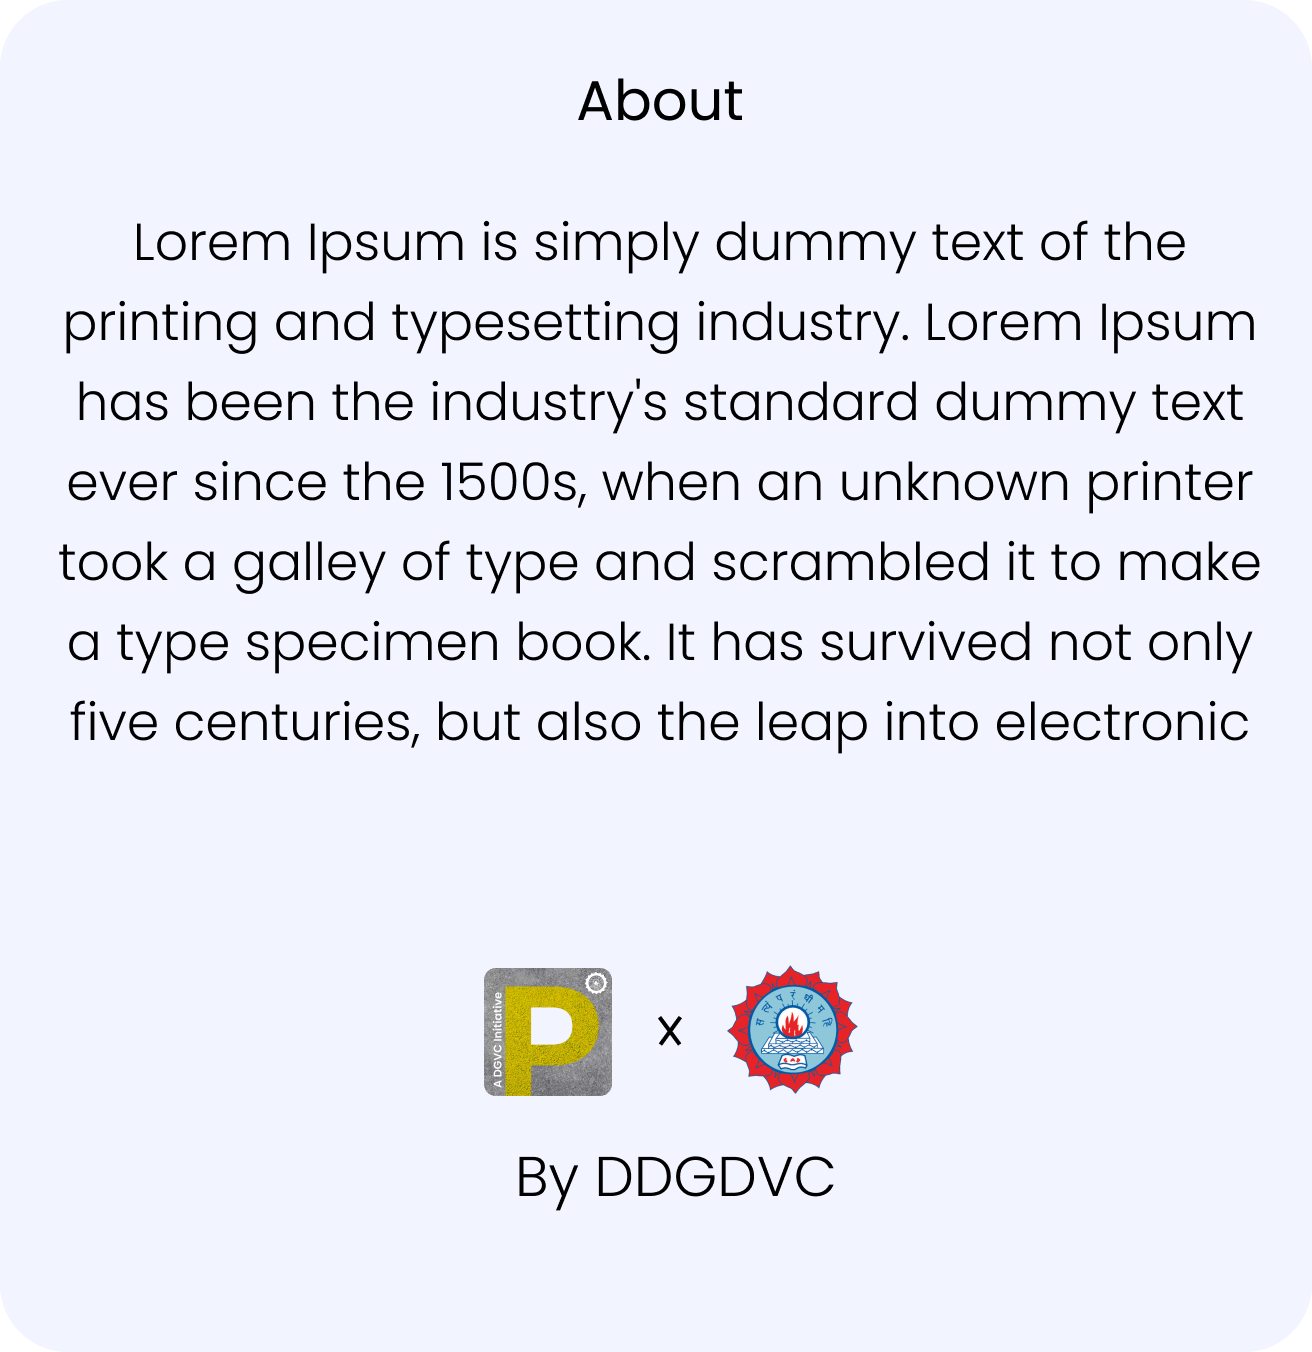 About
Lorem Ipsum is simply dummy text of the
printing and typesetting industry. Lorem Ipsum
has been the industry's standard dummy text
ever since the 1500s, when an unknown printer
took a galley of type and scrambled it to make
a type specimen book. It has survived not only
five centuries, but also the leap into electronic
A DGVC Initiative
P
x
By DDGDVC